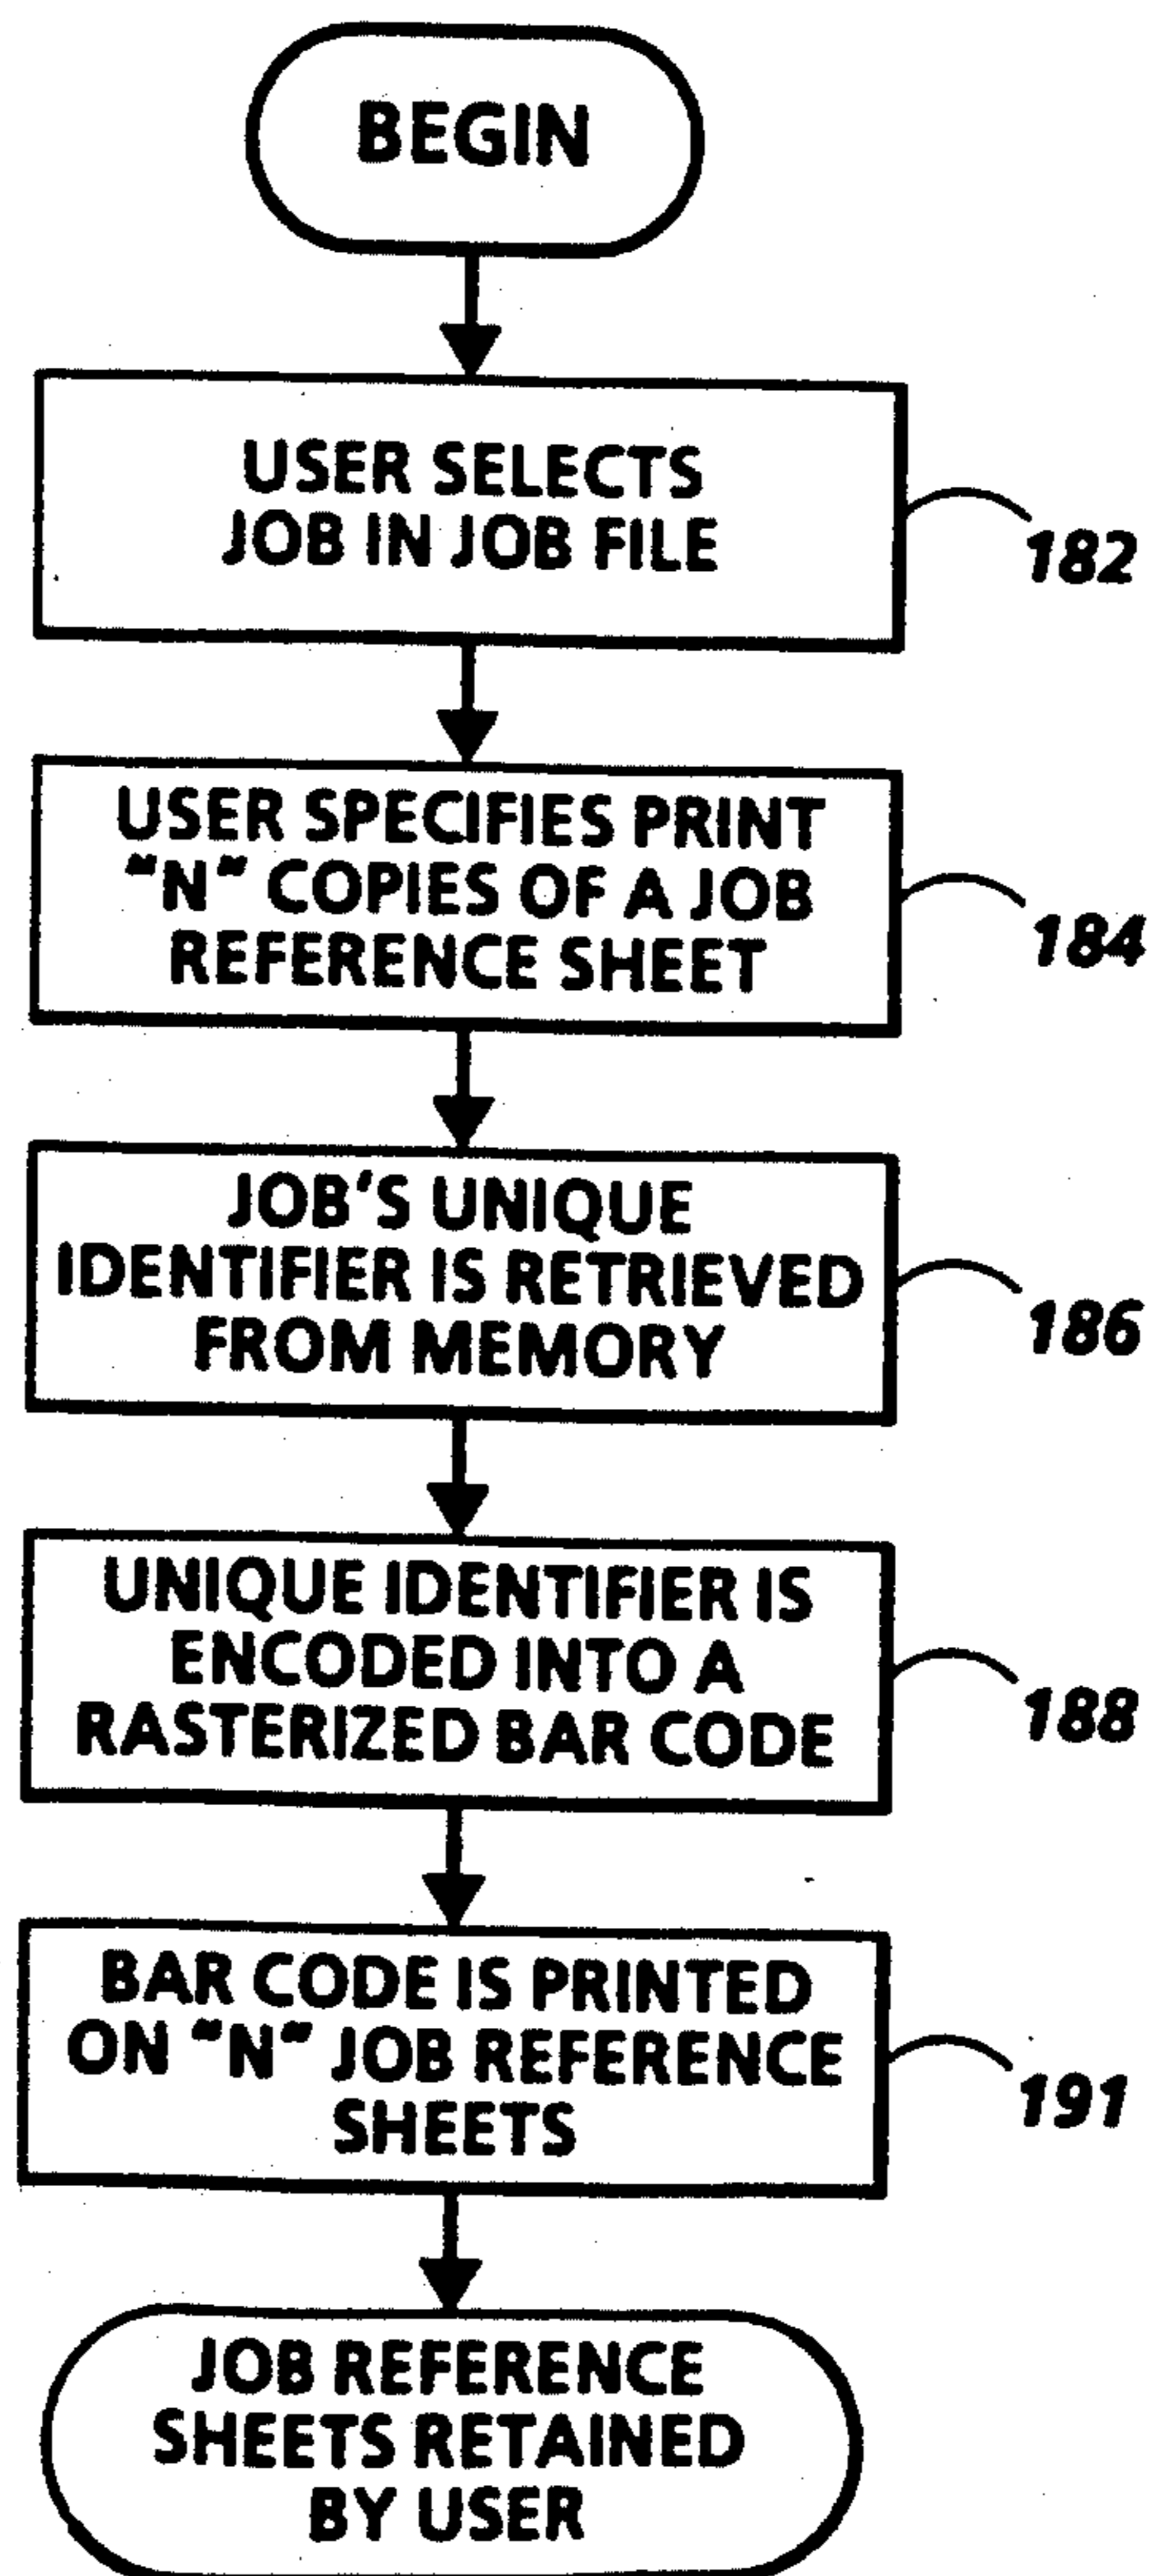 BEGIN
USER SELECTS
JOB IN JOB FILE
182
USER SPECIFIES PRINT
"N" COPIES OF A JOB
REFERENCE SHEET
184
JOB'S UNIQUE
IDENTIFIER IS RETRIEVED
FROM MEMORY
186
UNIQUE IDENTIFIER IS
ENCODED INTO A
RASTERIZED BAR CODE
188
BAR CODE IS PRINTED
ON "N" JOB REFERENCE
SHEETS
191
JOB REFERENCE
SHEETS RETAINED
BY USER